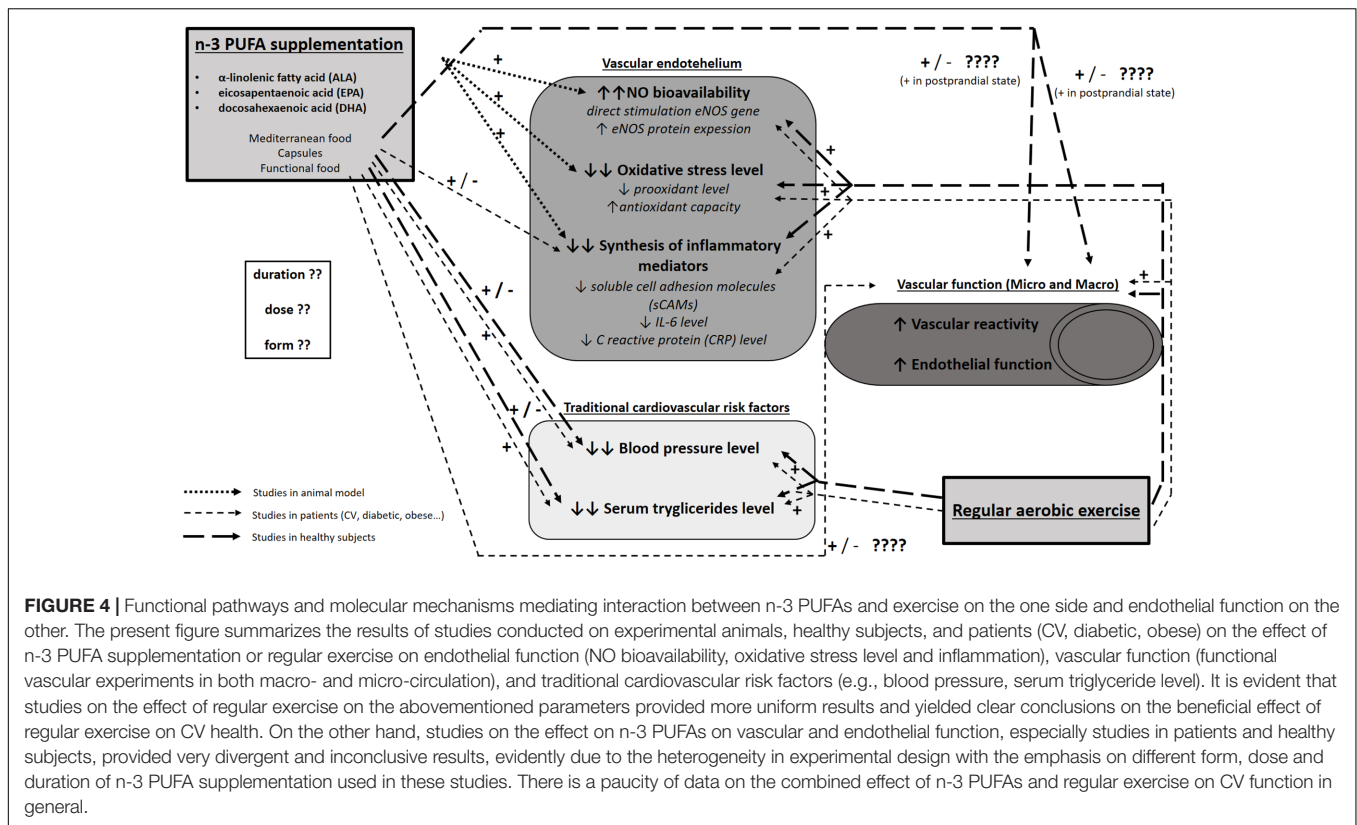 n-3 PUFA supplementation
• α-linolenic fatty acid (ALA)
• eicosapentaenoic acid (EPA)
• docosahexaenoic acid (DHA)
Mediterranean food
Capsules
Functional food
duration ??
dose ??
form ??
+
+
+
+ / -
+ / -
+
+ / -
+
Vascular endotehelium
↑↑NO bioavailability
direct stimulation eNOS gene
↑ eNOS protein expession
↓↓ Oxidative stress level
↓ prooxidant level
↑antioxidant capacity
↓↓ Synthesis of inflammatory
mediators
↓ soluble cell adhesion molecules
(sCAMs)
↓ IL-6 level
↓ C reactive protein (CRP) level
+
+
+
+ / - ????
(+ in postprandial state)
+ / - ????
(+ in postprandial state)
Vascular function (Micro and Macro)
+
↑ Vascular reactivity
↑ Endothelial function
Traditional cardiovascular risk factors
↓↓ Blood pressure level
↓↓ Serum tryglicerides level
+
+
+ / - ????
Regular aerobic exercise
Studies in animal model
Studies in patients (CV, diabetic, obese...)
Studies in healthy subjects
FIGURE 4 | Functional pathways and molecular mechanisms mediating interaction between n-3 PUFAs and exercise on the one side and endothelial function on the
other. The present figure summarizes the results of studies conducted on experimental animals, healthy subjects, and patients (CV, diabetic, obese) on the effect of
n-3 PUFA supplementation or regular exercise on endothelial function (NO bioavailability, oxidative stress level and inflammation), vascular function (functional
vascular experiments in both macro- and micro-circulation), and traditional cardiovascular risk factors (e.g., blood pressure, serum triglyceride level). It is evident that
studies on the effect of regular exercise on the abovementioned parameters provided more uniform results and yielded clear conclusions on the beneficial effect of
regular exercise on CV health. On the other hand, studies on the effect on n-3 PUFAs on vascular and endothelial function, especially studies in patients and healthy
subjects, provided very divergent and inconclusive results, evidently due to the heterogeneity in experimental design with the emphasis on different form, dose and
duration of n-3 PUFA supplementation used in these studies. There is a paucity of data on the combined effect of n-3 PUFAs and regular exercise on CV function in
general.